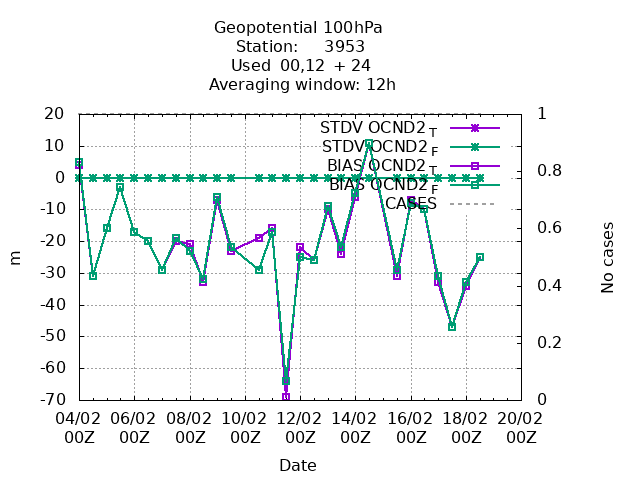 Geopotential 100hPa
Station: 3953
Used 00,12 + 24
Averaging window: 12h
20
10
0
-10
-20
-30
-40
-50
-60
-70
m
1
0.8
0.6
0.4
0.2
0
No cases
STDV OCND2 T
STDV OCND2 F
BIAS OCND2 T
BIAS OCND2 F
CASES
04/02 06/02 08/02 10/02 12/02 14/02 16/02 18/02 20/02
00Z 00Z 00Z 00Z 00Z 00Z 00Z 00Z 00Z
Date